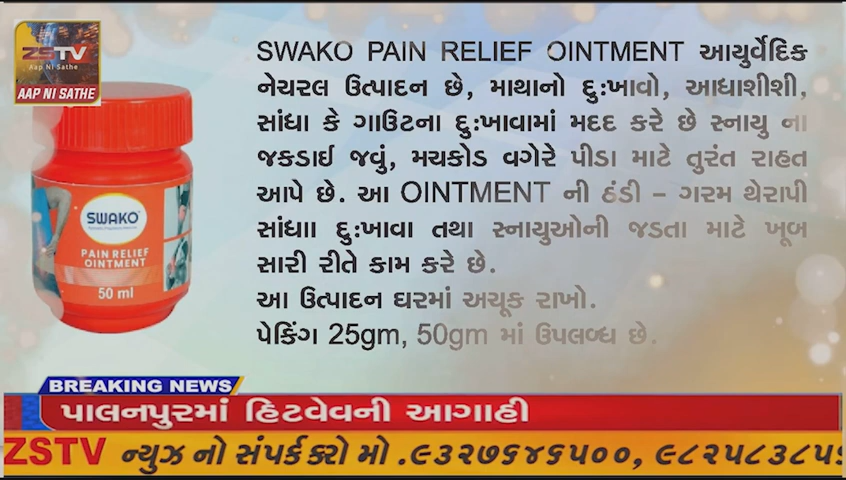 ZSTV
Aap Ni Sathe
AAP NI SATHE
SWAKO PAIN RELIEF OINTMENT આયુર્વેદિક
નેચરલ ઉત્પાદન છે, માથાનો દુઃખાવો, આધાશીશી,
સાંધા કે ગાઉટના દુઃખાવામાં મદદ કરે છે સ્નાયુ ના
જકડાઈ જવું, મચકોડ વગેરે પીડા માટે તુરંત રાહત
આપે છે. આ OINTMENT ની ઠંડી – ગરમ થેરાપી
સાંધાા દુઃખાવા તથા સ્નાયુઓની જડતા માટે ખૂબ
સારી રીતે કામ કરે છે.
આ ઉત્પાદન ઘરમાં અચૂક રાખો.
પેકિંગ 25gm, 50gm માં ઉપલબ્ધ છે.
SWAKO
PAIN RELIEF
OINTMENT
50 ml
BREAKING NEWS
પાલનપુરમાં હિટવેવની આગાહી
ZSTV ન્યુઝ નો સંપર્ક કરો મો .૯૩૨૭૬૪૬૫૦૦, ૯૮૨૫૮૩૮૫